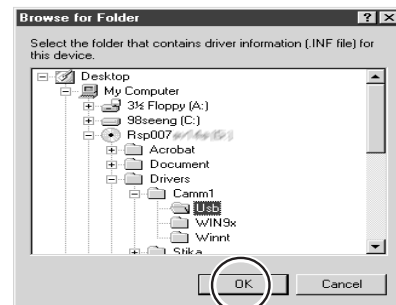 Browse for Folder
Select the folder that contains driver information (.INF file) for
this device.
Desktop
My Computer
3½ Floppy (A:)
98seeng (C:)
Rsp007
Acrobat
Document
Drivers
Camm1
Usb
WIN9x
Winnt
Stika
OK
Cancel